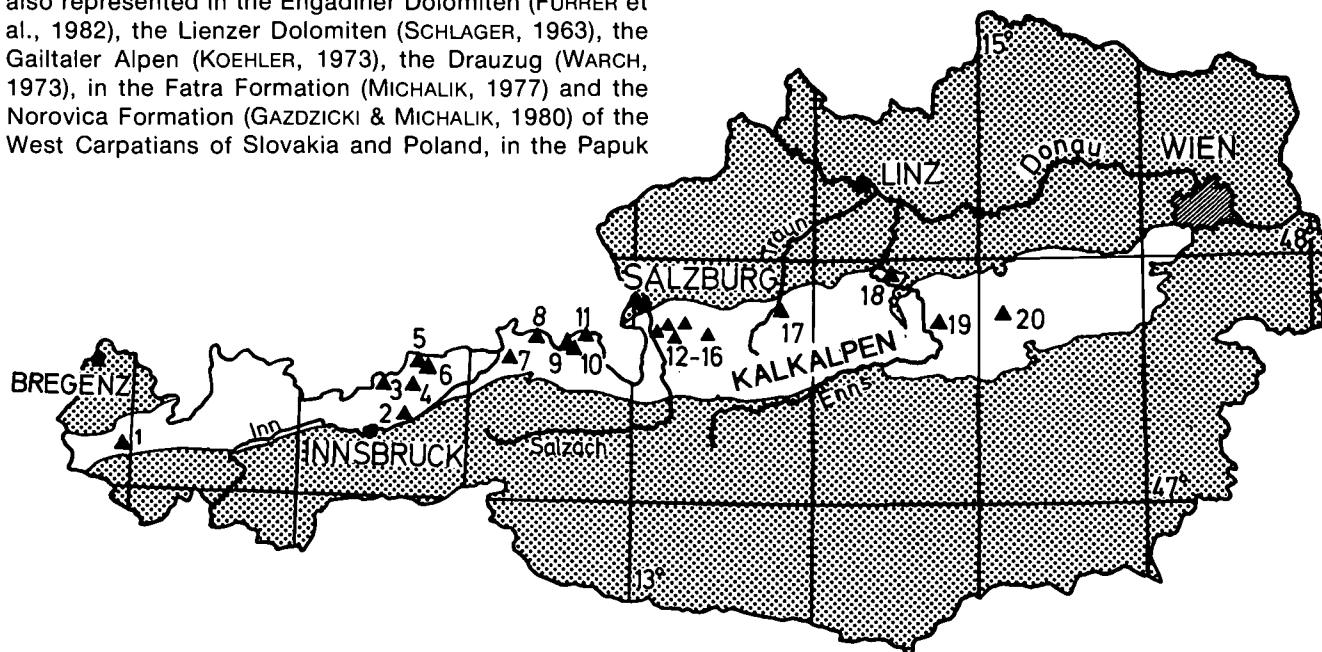 also represented in the Engadiner Dolomiten (FURRER et
al., 1982), the Lienzer Dolomiten (SCHLAGER, 1963), the
Gailtaler Alpen (KOEHLER, 1973), the Drauzug (WARCH,
1973), in the Fatra Formation (MICHALIK, 1977) and the
Norovica Formation (GAZDZICKI & MICHALIK, 1980) of the
West Carpatians of Slovakia and Poland, in the Papuk
15°
WIEN
Donau
LINZ
Traun
48°
SALZBURG
18
8
11
17
19
20
5
12-16
9
10
7
6
KALKALPEN
BREGENZ
3
4
Enns
1
2
Inn
INNSBRUCK
Salzach
47°
13°